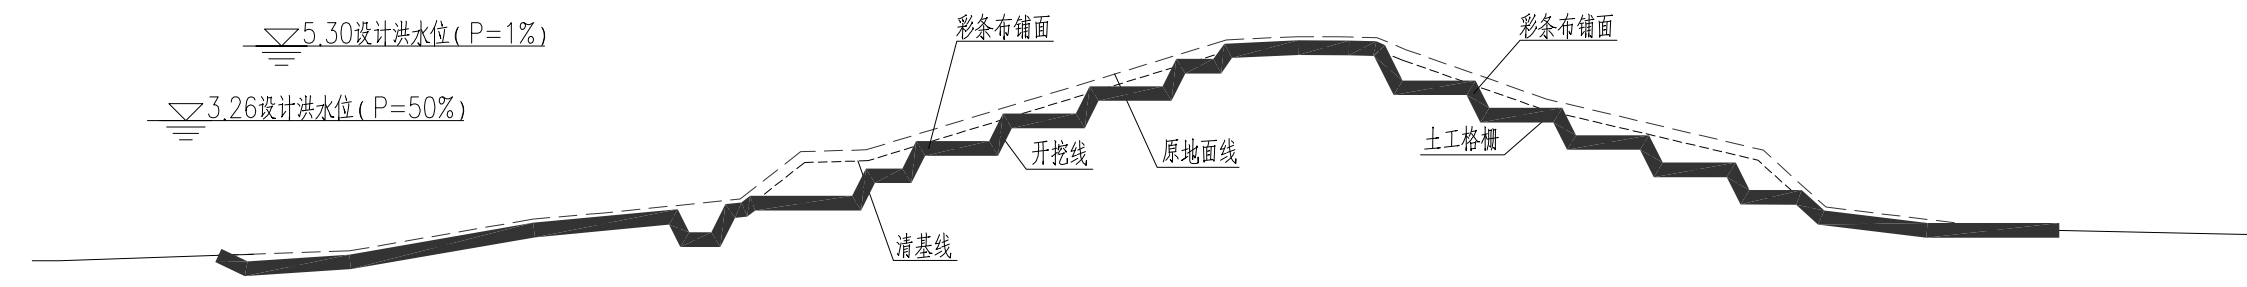 5.30设计洪水位(P=1%)
3.26设计洪水位(P=50%)
彩条布铺面
彩条布铺面
开挖线
原地面线
土工格栅
清基线